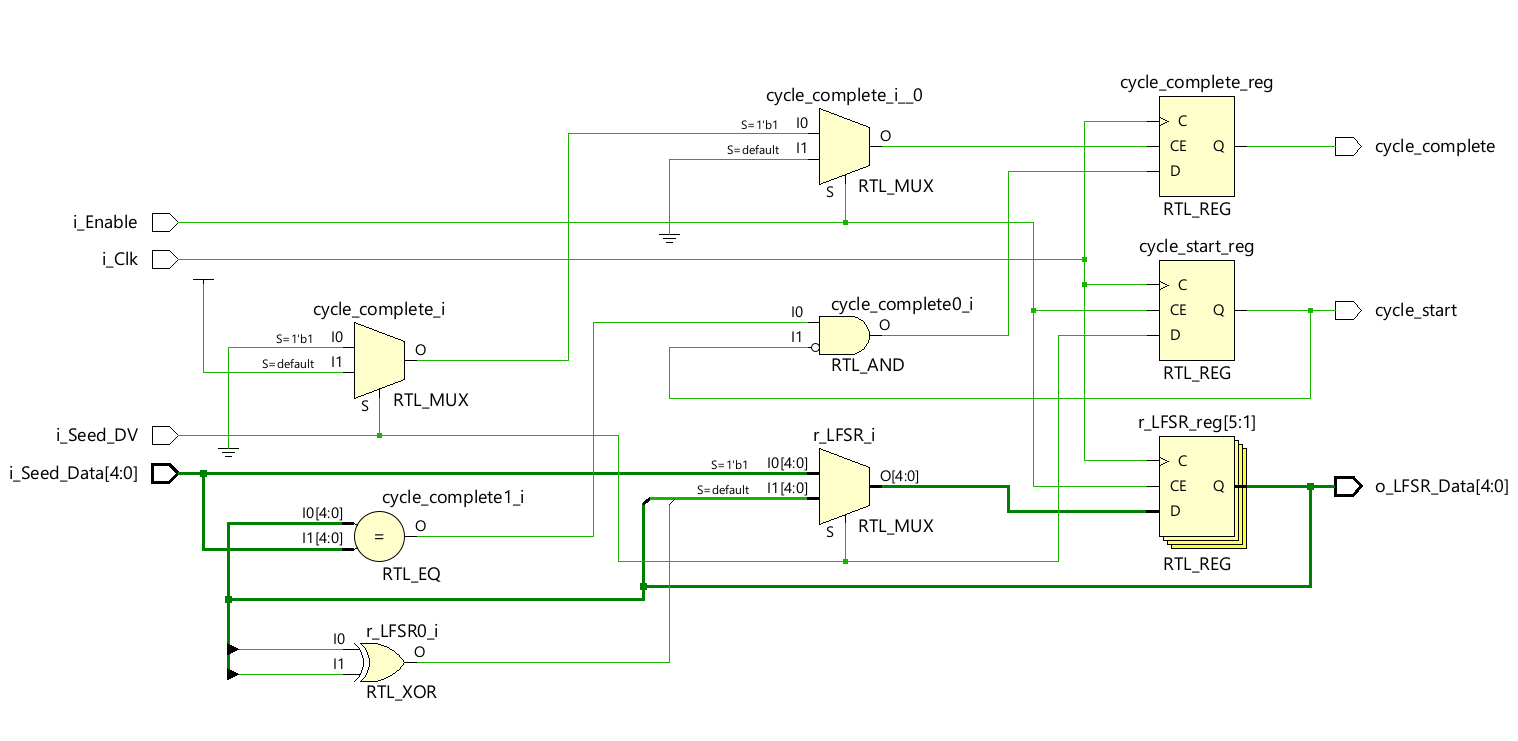 cycle_complete_reg
cycle_complete_i__0
S=1'b1 I0
O
C
S=default I1
CE Q
cycle_complete
D
S RTL_MUX
RTL_REG
i_Enable
cycle_start_reg
i_Clk
C
cycle_complete_i
cycle_complete0_i
I0
CE Q
cycle_start
O
S=1'b1 I0
I1
D
O
S=default I1
RTL_AND
RTL_REG
S RTL_MUX
r_LFSR_reg[5:1]
i_Seed_DV
r_LFSR_i
C
S=1'b1 I0[4:0]
i_Seed_Data[4:0]
O[4:0]
S=default I1[4:0]
CE Q
o_LFSR_Data[4:0]
cycle_complete1_i
D
I0[4:0]
O
S RTL_MUX
I1[4:0]
=
RTL_EQ
RTL_REG
r_LFSR0_i
I0
O
I1
RTL_XOR